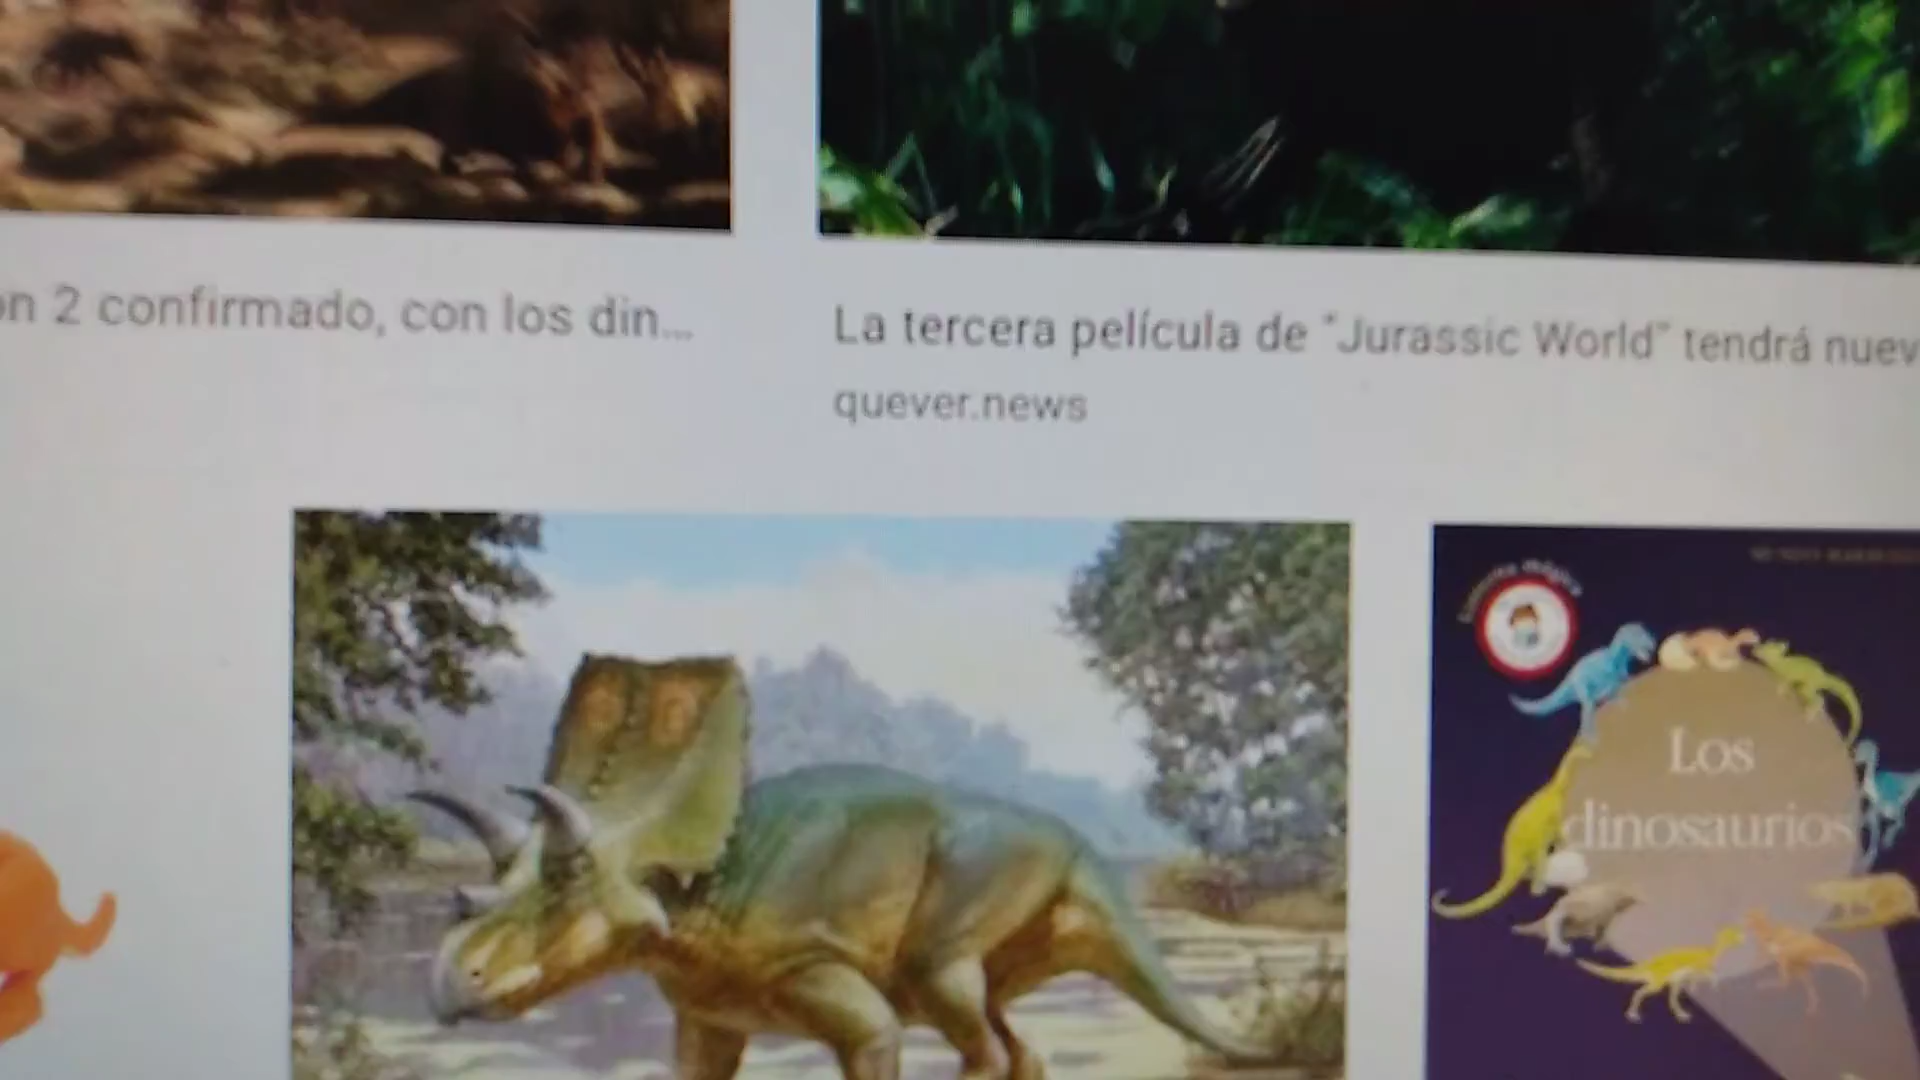 on 2 confirmado, con los din...
La tercera película de "Jurassic World" tendrá nuev
quever.news
Los
dinosaurios